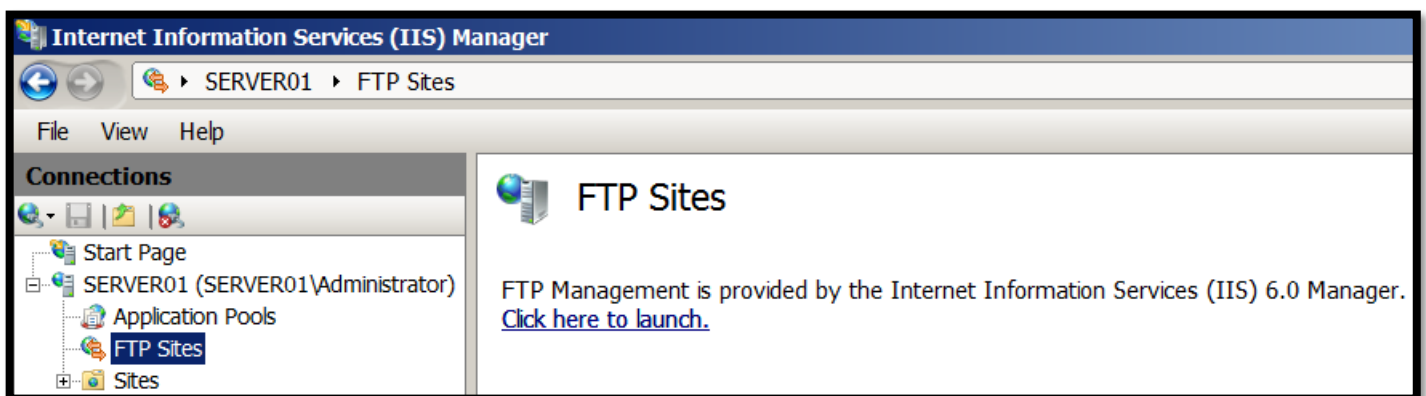 Internet Information Services (IIS) Manager
SERVER01 FTP Sites
File View Help
Connections
Start Page
SERVER01 (SERVER01\Administrator)
Application Pools
FTP Sites
Sites
FTP Sites
FTP Management is provided by the Internet Information Services (IIS) 6.0 Manager.
Click here to launch.